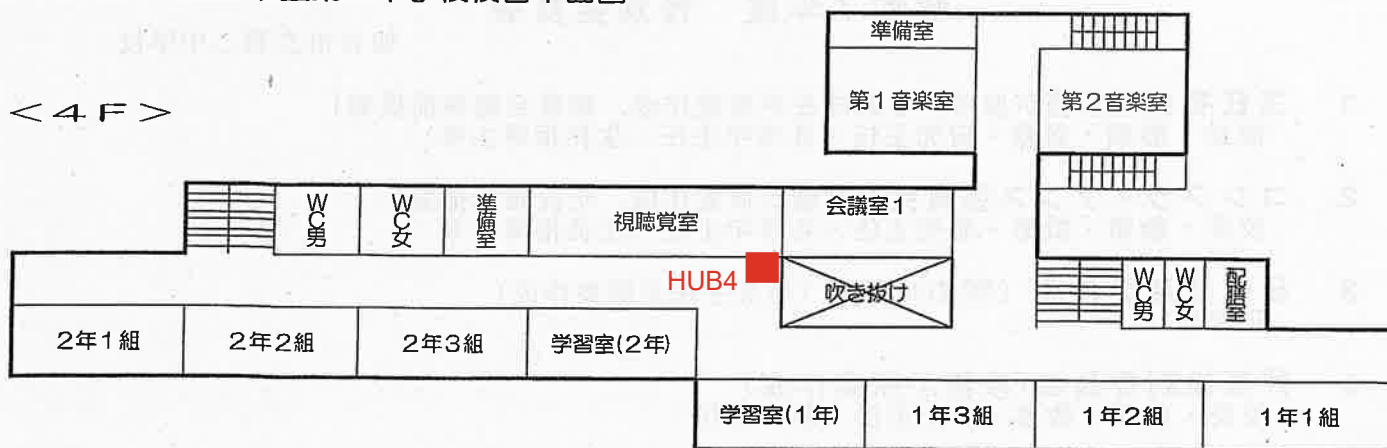 <4F>
準備室
第1音楽室
第2音楽室
WC男
WC女
準備室
視聴覚室
会議室1
HUB4
吹き抜け
WC男
WC女
配膳室
2年1組
2年2組
2年3組
学習室(2年)
学習室(1年)
1年3組
1年2組
1年1組